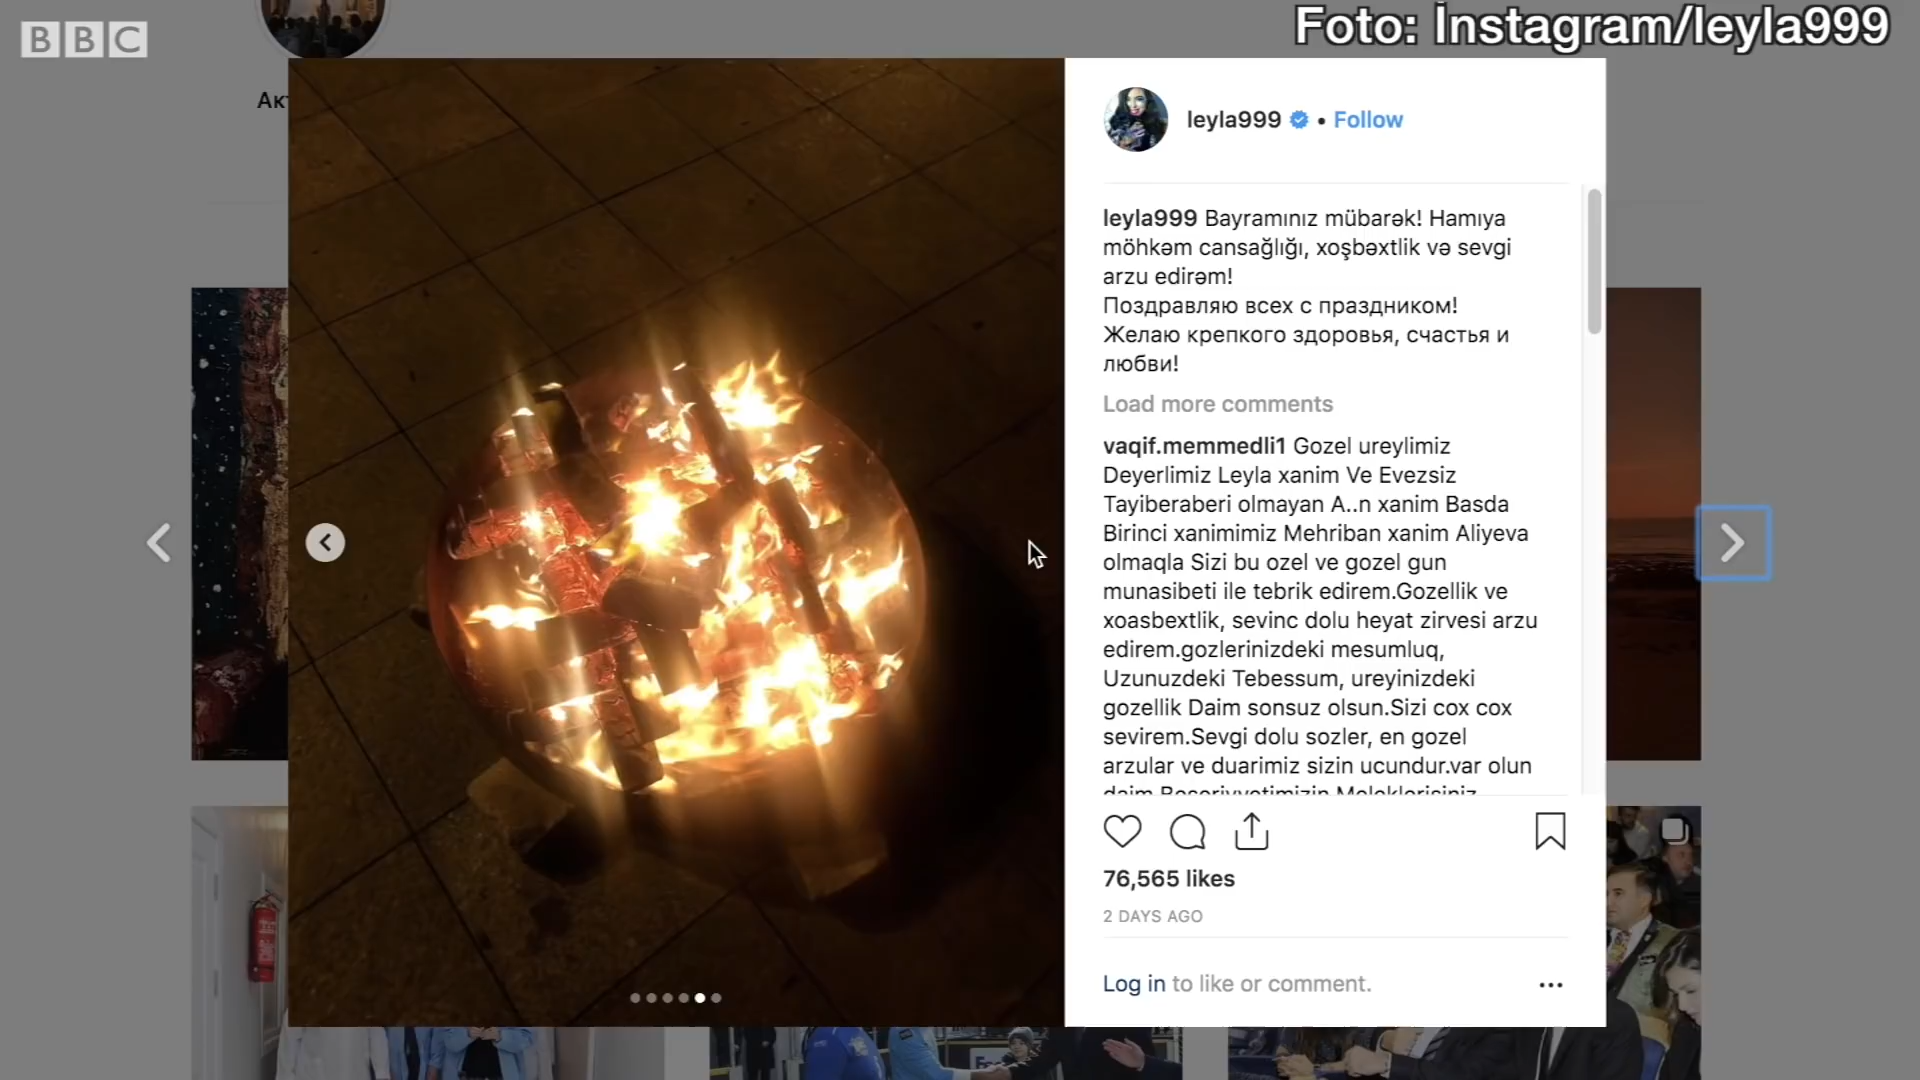 BBC
Foto: İnstagram/leyla999
Ак
leyla999 • Follow
leyla999 Bayramınız mübarək! Hamıya
möhkəm cansağlığı, xoşbəxtlik və sevgi
arzu edirəm!
Поздравляю всех с праздником!
Желаю крепкого здоровья, счастья и
любви!
Load more comments
vaqif.memmedli1 Gozel ureylimiz
Deyerlimiz Leyla xanim Ve Evezsiz
Tayiberaberi olmayan A..n xanim Basda
Birinci xanimimiz Mehriban xanim Aliyeva
olmaqla Sizi bu ozel ve gozel gun
munasibeti ile tebrik edirem.Gozellik ve
xoasbextlik, sevinc dolu heyat zirvesi arzu
edirem.gozlerinizdeki mesumluq,
Uzunuzdeki Tebessum, ureyinizdeki
gozellik Daim sonsuz olsun.Sizi cox cox
sevirem.Sevgi dolu sozler, en gozel
arzular ve duarimiz sizin ucundur.var olun
daim Beseriyyetimizin Meleklerisiniz
76,565 likes
2 DAYS AGO
Log in to like or comment.